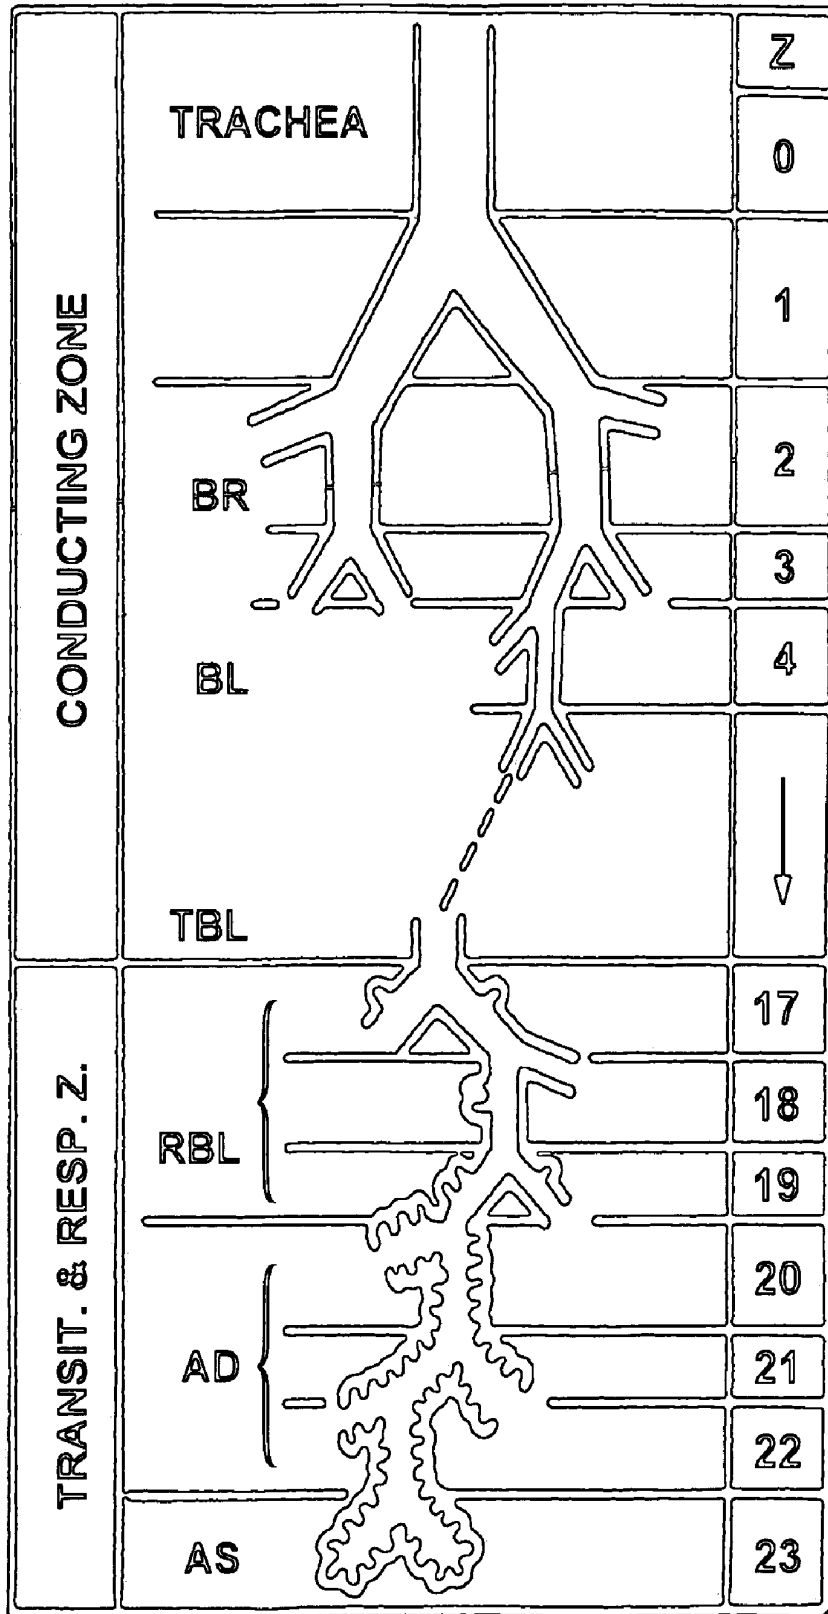 Z
TRACHEA
0
1
CONDUCTING ZONE
2
BR
3
4
BL
TBL
17
18
RBL
19
TRANSIT. & RESP. Z.
20
21
AD
22
AS
23